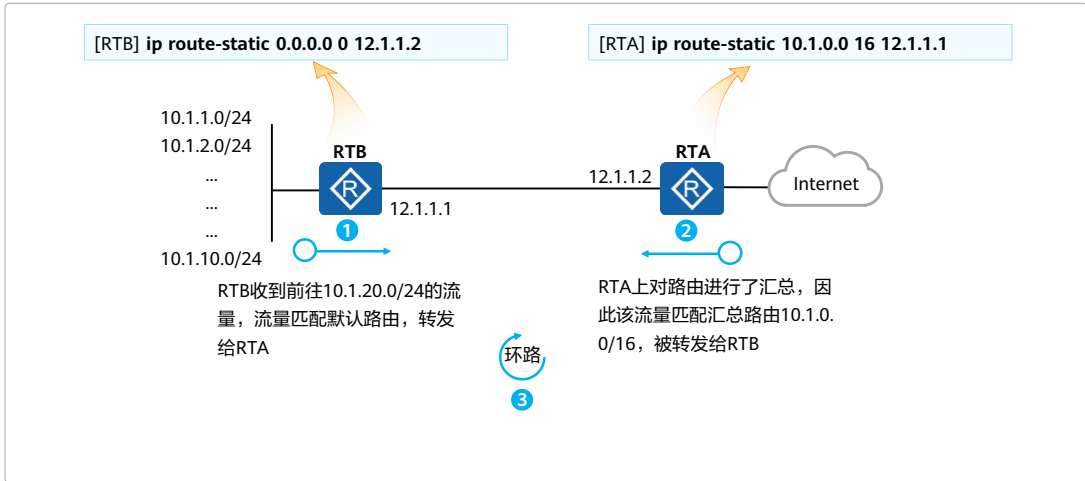 [RTB] ip route-static 0.0.0.0 0 12.1.1.2
[RTA] ip route-static 10.1.0.0 16 12.1.1.1
10.1.1.0/24
10.1.2.0/24
...
...
...
10.1.10.0/24
RTB
R
12.1.1.1
12.1.1.2
RTA
R
Internet
1
2
RTB收到前往10.1.20.0/24的流
量，流量匹配默认路由，转发
给RTA
RTA上对路由进行了汇总，因
此该流量匹配汇总路由10.1.0.
0/16，被转发给RTB
环路
3